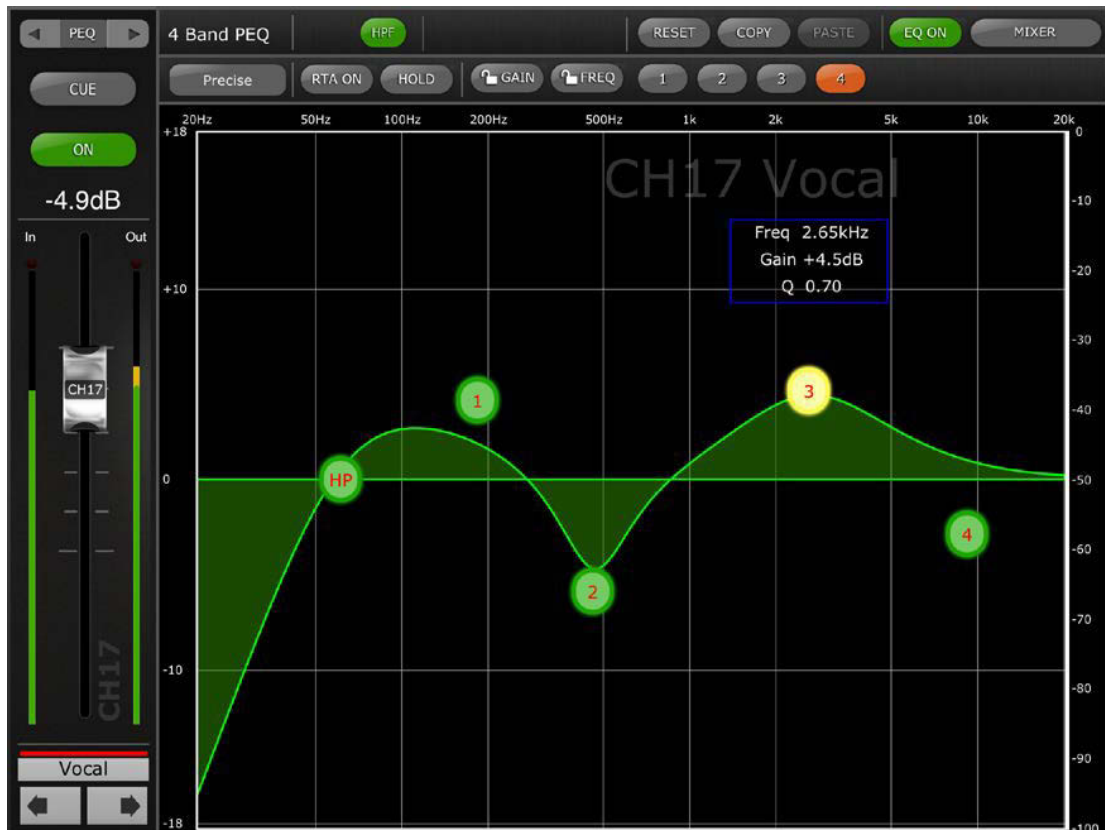 PEQ
4 Band PEQ
HPF
RESET
COPY
PASTE
EQ ON
MIXER
CUE
Precise
RTA ON
HOLD
GAIN
FREQ
1
2
3
4
ON
-4.9dB
In
Out
CH17
CH17
Vocal
20Hz 50Hz 100Hz 200Hz 500Hz 1k 2k 5k 10k 20k
+18
+10
0
-10
-18
CH17 Vocal
Freq 2.65kHz
Gain +4.5dB
Q 0.70
HP
1
2
3
4
0
-10
-20
-30
-40
-50
-60
-70
-80
-90
-100